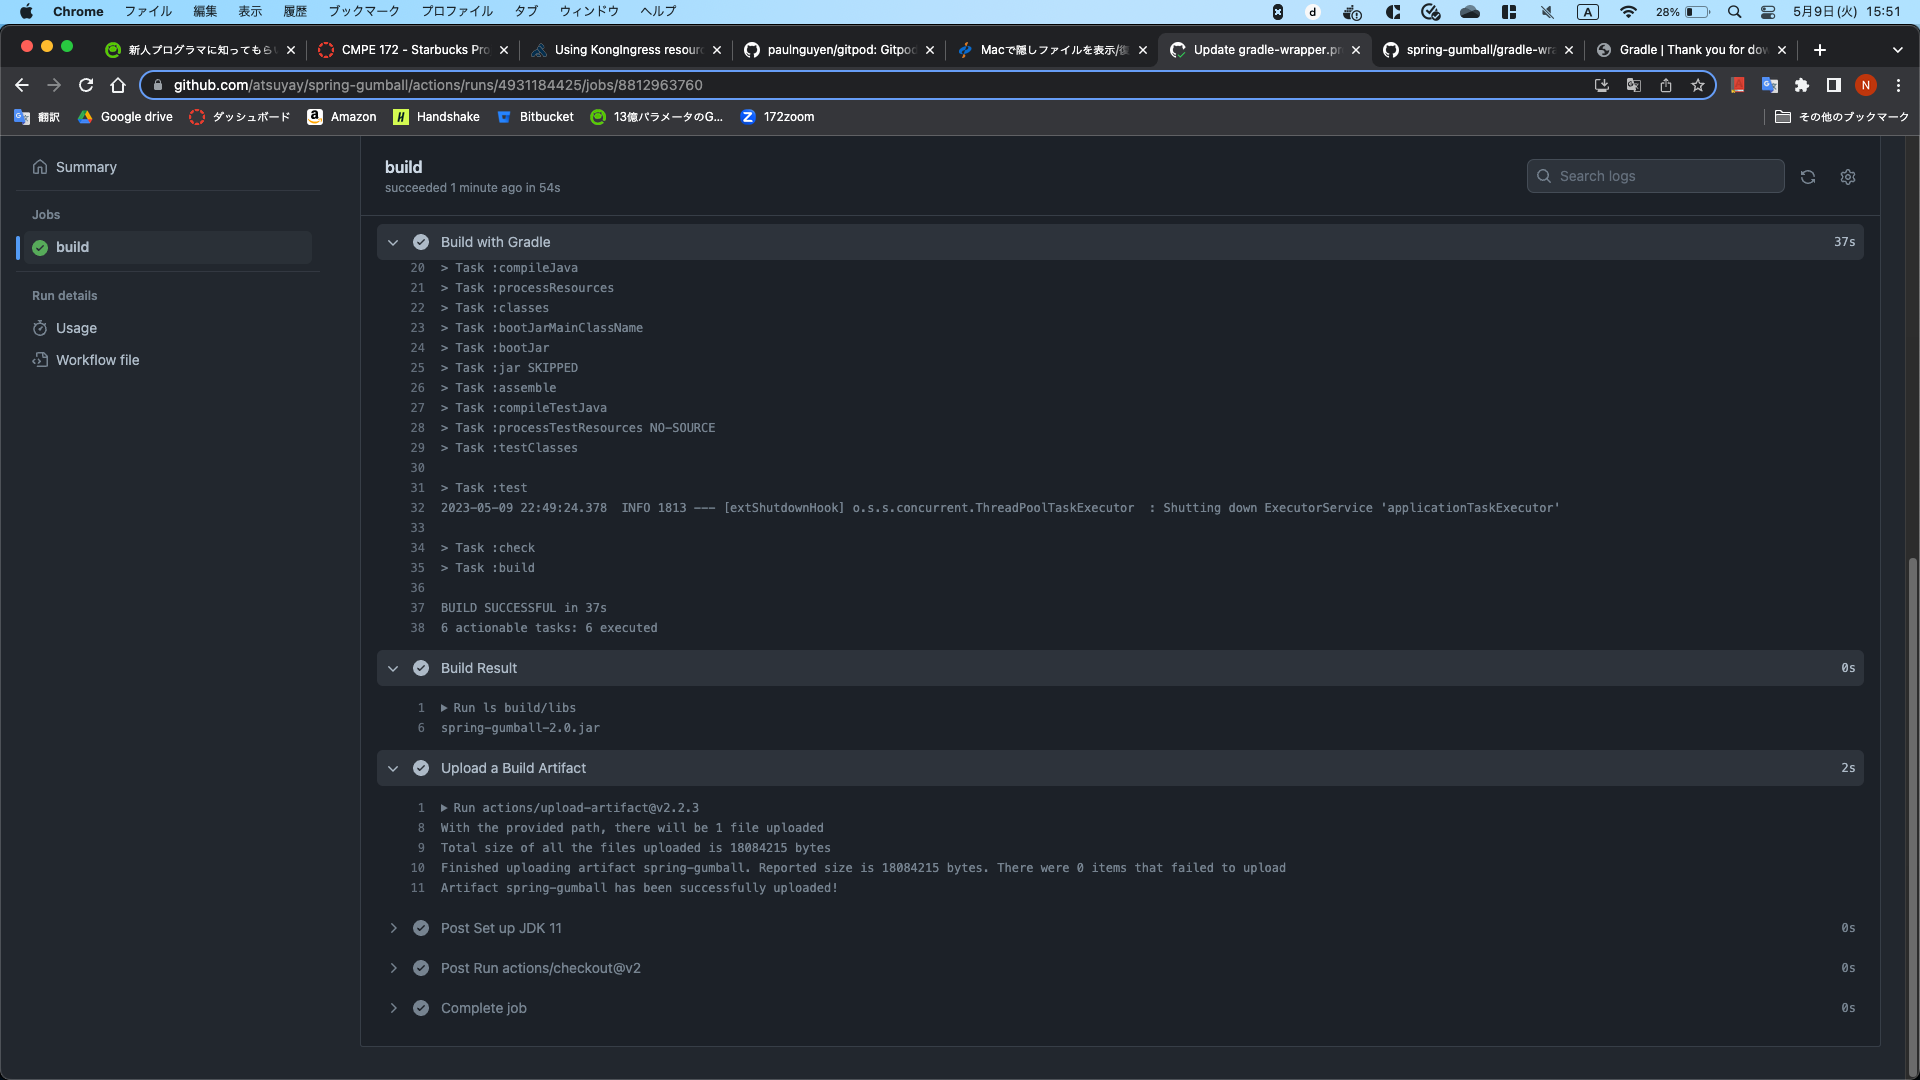 Chrome ファイル 編集 表示 履歴 ブックマーク プロファイル タブ ウィンドウ ヘルプ d A 28% 5月9日(火) 15:51
新人プログラマに知ってもらい CMPE 172 - Starbucks Pro Using KongIngress resourc paulnguyen/gitpod: Gitpod Macで隠しファイルを表示/復 Update gradle-wrapper.pr spring-gumball/gradle-wra Gradle | Thank you for dow
github.com/atsuyay/spring-gumball/actions/runs/4931184425/jobs/8812963760 N
翻訳 Google drive ダッシュボード Amazon Handshake Bitbucket 13億パラメータのG... 172zoom その他のブックマーク
Summary
Jobs
build
Run details
Usage
Workflow file
build
succeeded 1 minute ago in 54s
Search logs
Build with Gradle 37s
20 > Task :compileJava
21 > Task :processResources
22 > Task :classes
23 > Task :bootJarMainClassName
24 > Task :bootJar
25 > Task :jar SKIPPED
26 > Task :assemble
27 > Task :compileTestJava
28 > Task :processTestResources NO-SOURCE
29 > Task :testClasses
30
31 > Task :test
32 2023-05-09 22:49:24.378 INFO 1813 --- [extShutdownHook] o.s.s.concurrent.ThreadPoolTaskExecutor : Shutting down ExecutorService 'applicationTaskExecutor'
33
34 > Task :check
35 > Task :build
36
37 BUILD SUCCESSFUL in 37s
38 6 actionable tasks: 6 executed
Build Result 0s
1 Run ls build/libs
6 spring-gumball-2.0.jar
Upload a Build Artifact 2s
1 Run actions/upload-artifact@v2.2.3
8 With the provided path, there will be 1 file uploaded
9 Total size of all the files uploaded is 18084215 bytes
10 Finished uploading artifact spring-gumball. Reported size is 18084215 bytes. There were 0 items that failed to upload
11 Artifact spring-gumball has been successfully uploaded!
Post Set up JDK 11 0s
Post Run actions/checkout@v2 0s
Complete job 0s